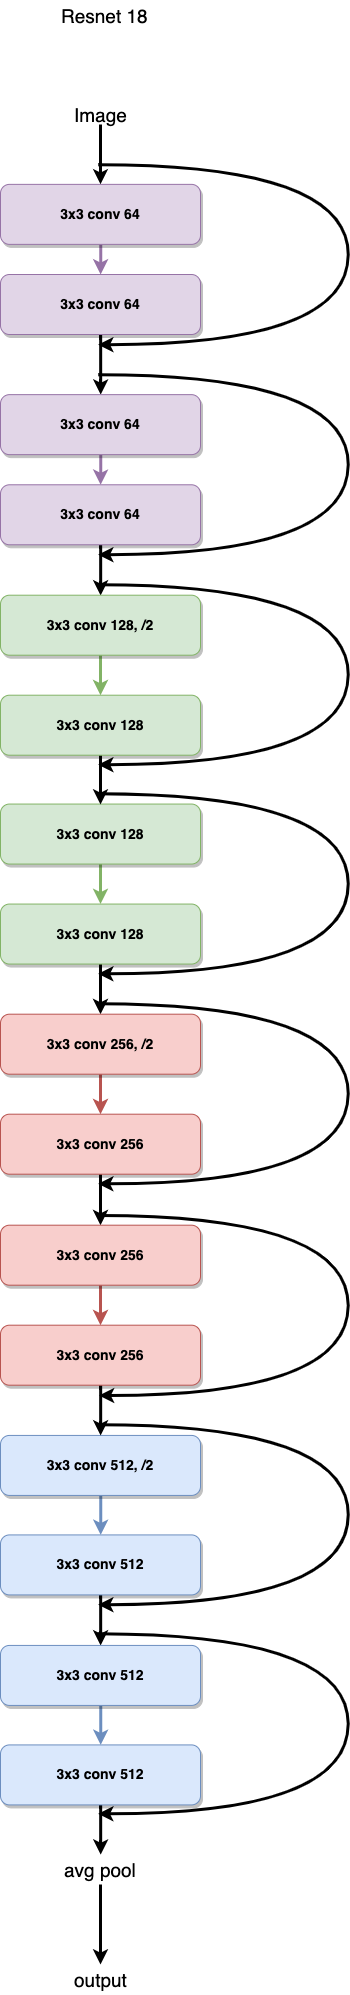 Resnet 18
Image
3x3 conv 64
3x3 conv 64
3x3 conv 64
3x3 conv 64
3x3 conv 128, /2
3x3 conv 128
3x3 conv 128
3x3 conv 128
3x3 conv 256, /2
3x3 conv 256
3x3 conv 256
3x3 conv 256
3x3 conv 512, /2
3x3 conv 512
3x3 conv 512
3x3 conv 512
avg pool
output